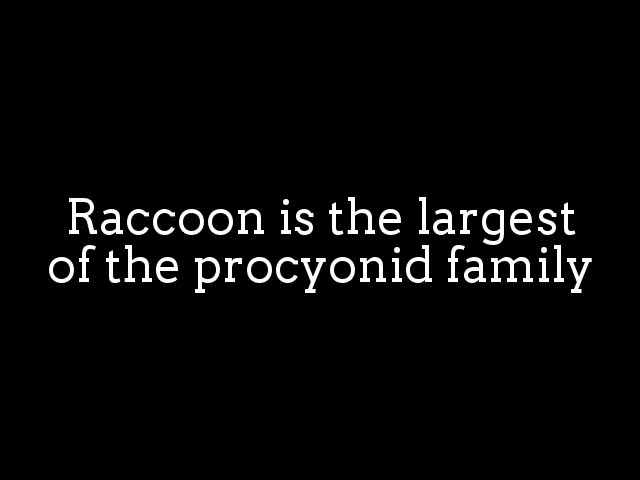 Raccoon is the largest
of the procyonid family